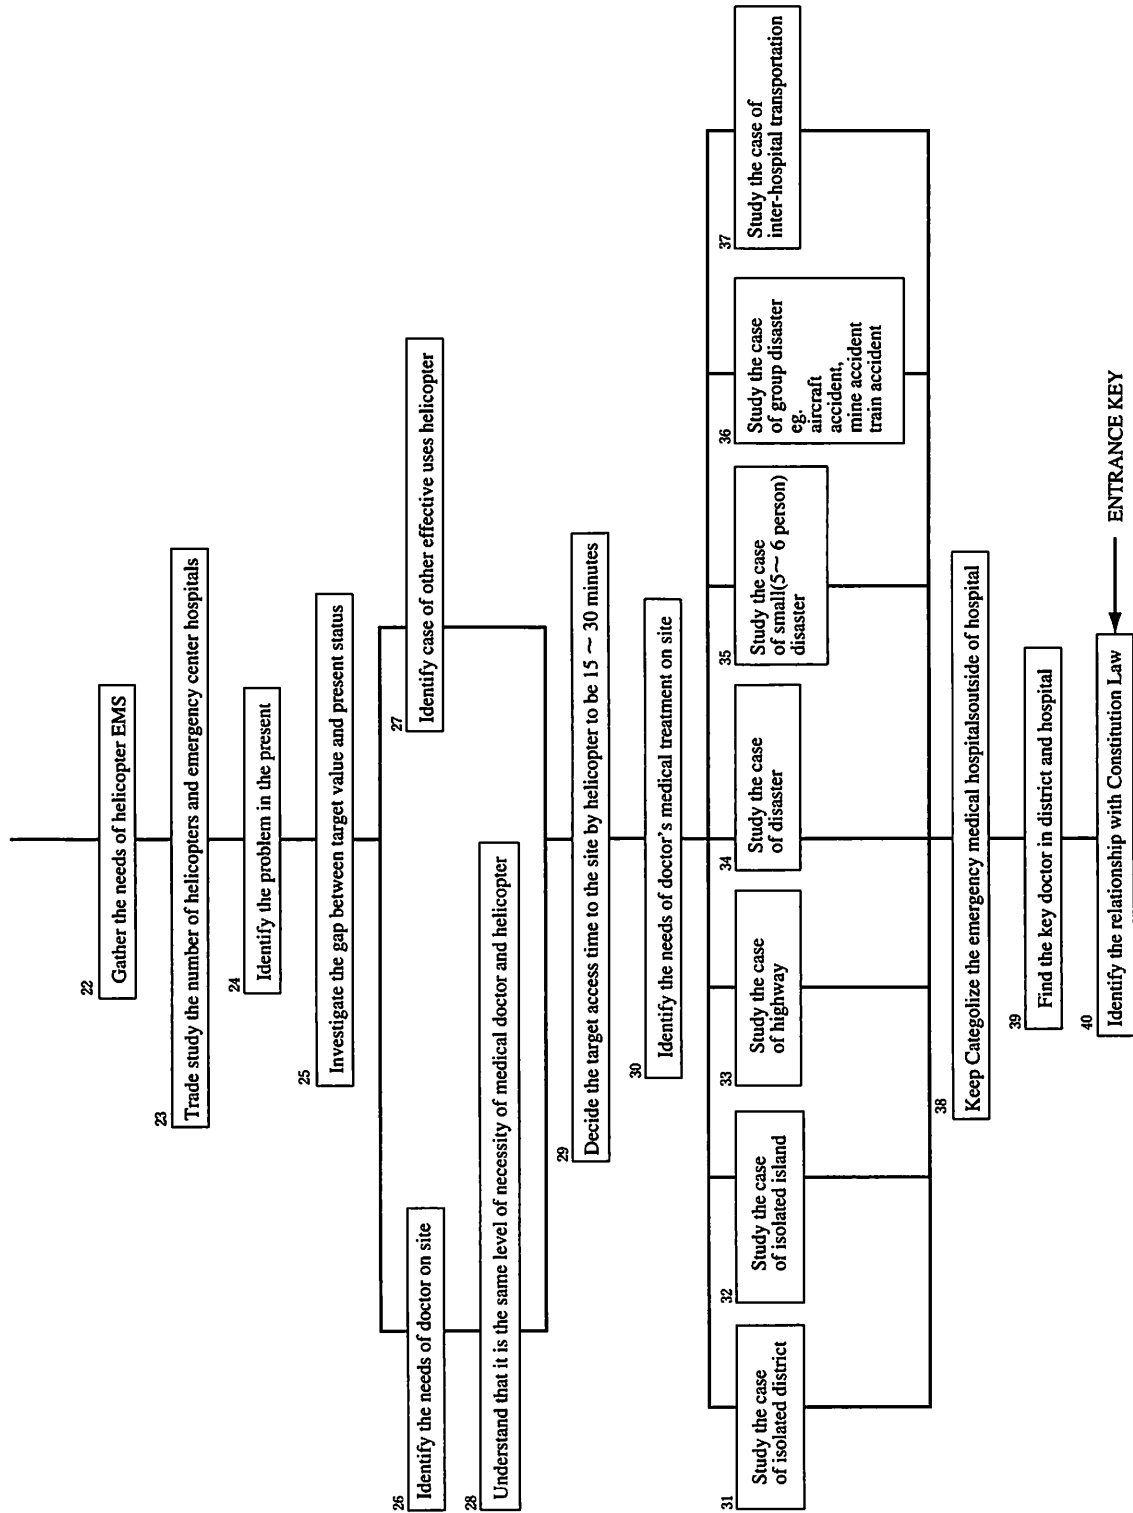 22
Gather the needs of helicopter EMS
23
Trade study the number of helicopters and emergency center hospitals
24
Identify the problem in the present
25
Investigate the gap between target value and present status
26
Identify the needs of doctor on site
27
Identify case of other effective uses helicopter
28
Understand that it is the same level of necessity of medical doctor and helicopter
29
Decide the target access time to the site by helicopter to be 15 ~ 30 minutes
30
Identify the needs of doctor's medical treatment on site
31
Study the case
of isolated district
32
Study the case
of isolated island
33
Study the case
of highway
34
Study the case
of disaster
35
Study the case
of small(5~ 6 person)
disaster
36
Study the case
of group disaster
eg.
aircraft
accident,
mine accident
train accident
37
Study the case of
inter-hospital transportation
38
Keep Categolize the emergency medical hospitalsoutside of hospital
39
Find the key doctor in district and hospital
40
Identify the relationship with Constitution Law
ENTRANCE KEY